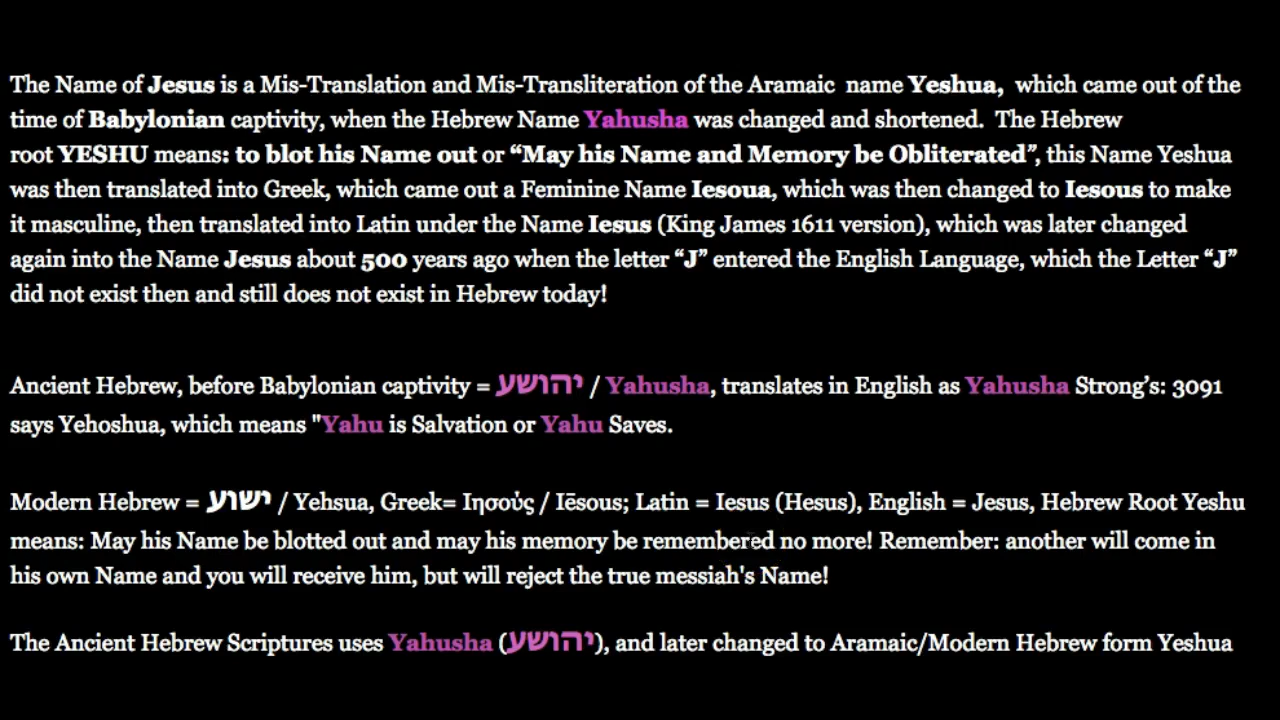 The Name of Jesus is a Mis-Translation and Mis-Transliteration of the Aramaic name Yeshua, which came out of the
time of Babylonian captivity, when the Hebrew Name Yahusha was changed and shortened. The Hebrew
root YESHU means: to blot his Name out or “May his Name and Memory be Obliterated”, this Name Yeshua
was then translated into Greek, which came out a Feminine Name Iesoua, which was then changed to Iesous to make
it masculine, then translated into Latin under the Name Iesus (King James 1611 version), which was later changed
again into the Name Jesus about 500 years ago when the letter “J” entered the English Language, which the Letter “J”
did not exist then and still does not exist in Hebrew today!
Ancient Hebrew, before Babylonian captivity = יהושע / Yahusha, translates in English as Yahusha Strong’s: 3091
says Yehoshua, which means "Yahu is Salvation or Yahu Saves.
Modern Hebrew = ישוע / Yehsua, Greek= Ιησοὐς / Iēsous; Latin = Iesus (Hesus), English = Jesus, Hebrew Root Yeshu
means: May his Name be blotted out and may his memory be remembered no more! Remember: another will come in
his own Name and you will receive him, but will reject the true messiah's Name!
The Ancient Hebrew Scriptures uses Yahusha (יהושע), and later changed to Aramaic/Modern Hebrew form Yeshua